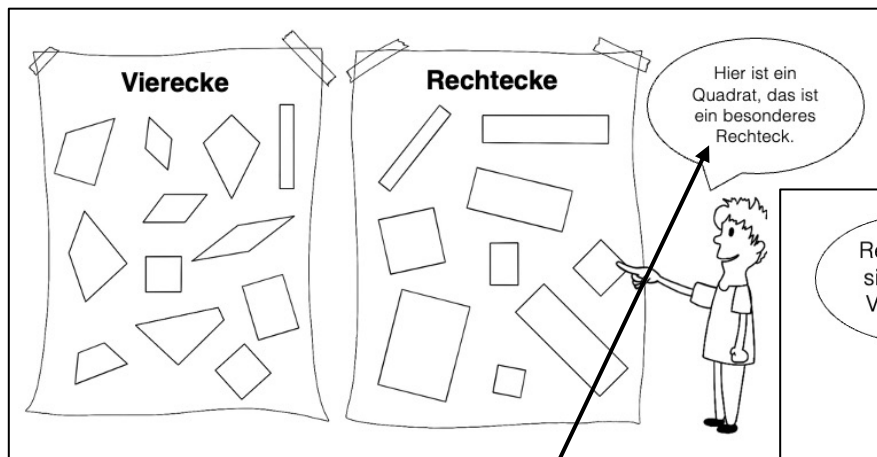 Vierecke
Rechtecke
Hier ist ein
Quadrat, das ist
ein besonderes
Rechteck.